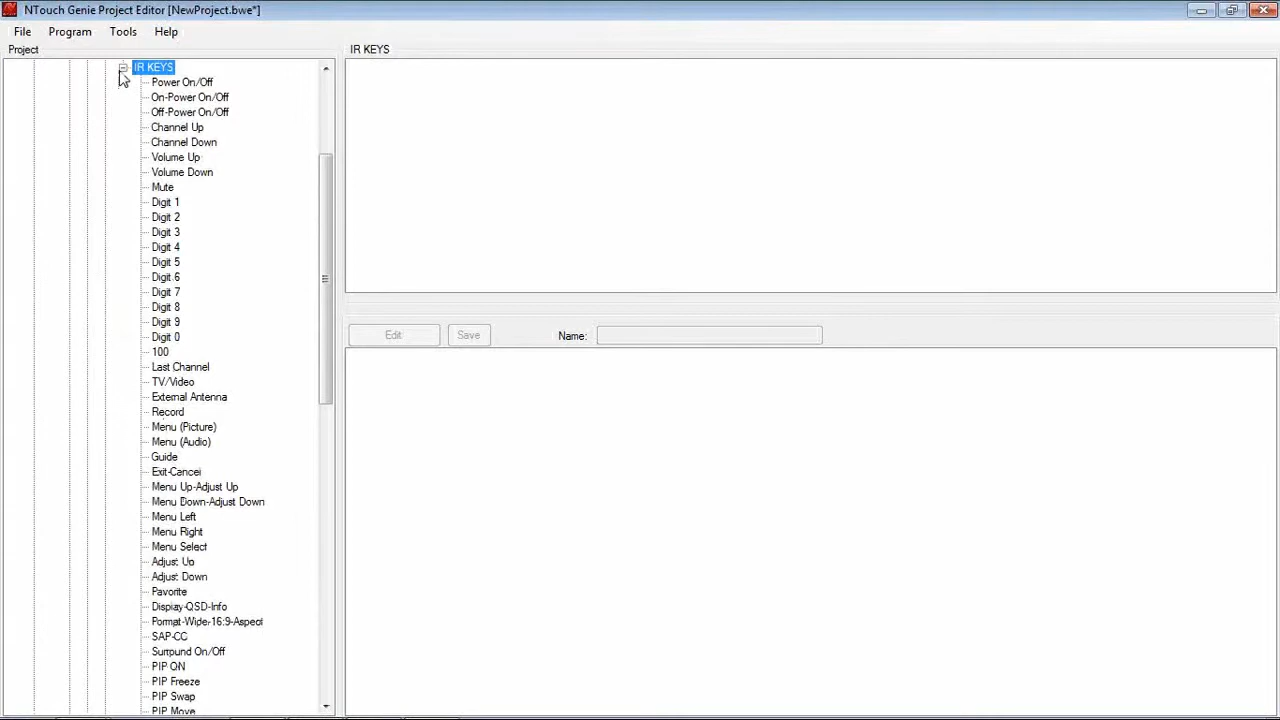 NTouch Genie Project Editor [NewProject.bwe*]
File Program Tools Help
Project
IR KEYS
IR KEYS
Power On/Off
On-Power On/Off
Off-Power On/Off
Channel Up
Channel Down
Volume Up
Volume Down
Mute
Digit 1
Digit 2
Digit 3
Digit 4
Digit 5
Digit 6
Digit 7
Digit 8
Digit 9
Digit 0
100
Last Channel
TV/Video
External Antenna
Record
Menu (Picture)
Menu (Audio)
Guide
Exit-Cancel
Menu Up-Adjust Up
Menu Down-Adjust Down
Menu Left
Menu Right
Menu Select
Adjust Up
Adjust Down
Favorite
Display-OSD-Info
Format-Wide-16:9-Aspect
SAP-CC
Surround On/Off
PIP ON
PIP Freeze
PIP Swap
PIP Move
Edit Save Name: